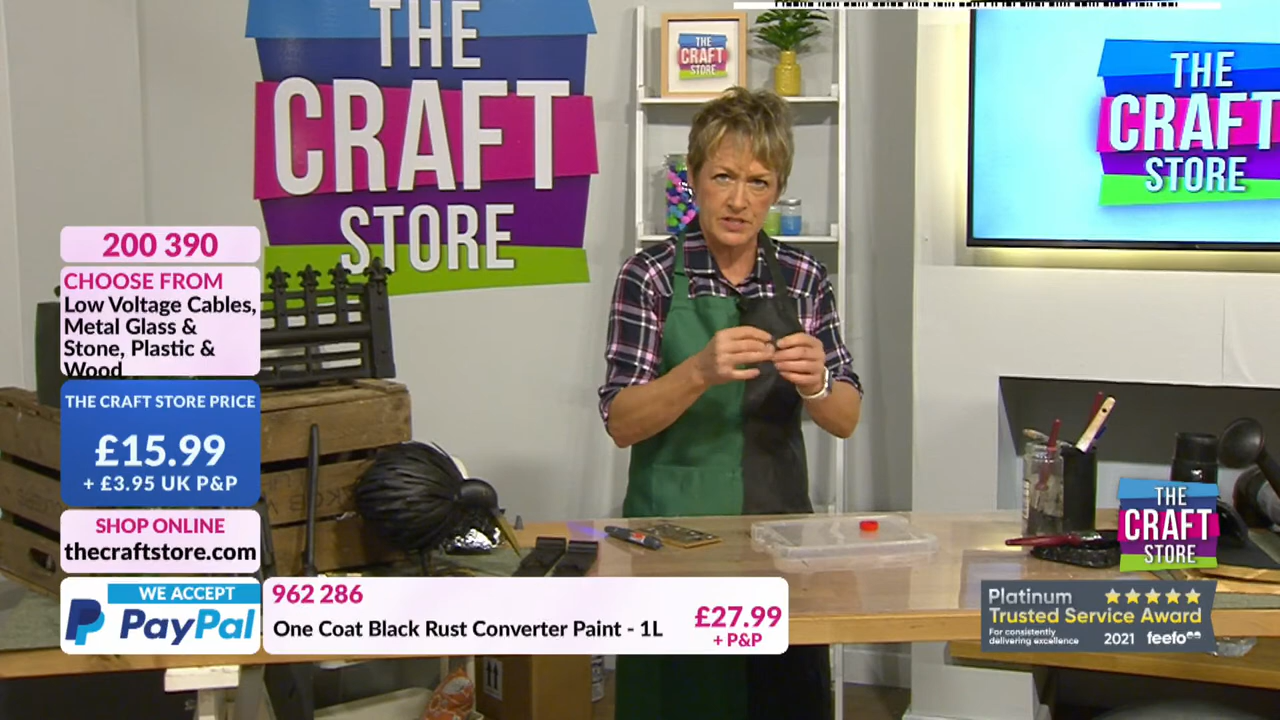 THE
CRAFT
STORE
THE
CRAFT
STORE
THE
CRAFT
STORE
200 390
CHOOSE FROM
Low Voltage Cables,
Metal Glass &
Stone, Plastic &
Wood
THE CRAFT STORE PRICE
£15.99
+ £3.95 UK P&P
SHOP ONLINE
thecraftstore.com
WE ACCEPT
PayPal
962 286
One Coat Black Rust Converter Paint - 1L
£27.99
+ P&P
THE
CRAFT
STORE
Platinum
Trusted Service Award
For consistently
delivering excellence
2021 feefo